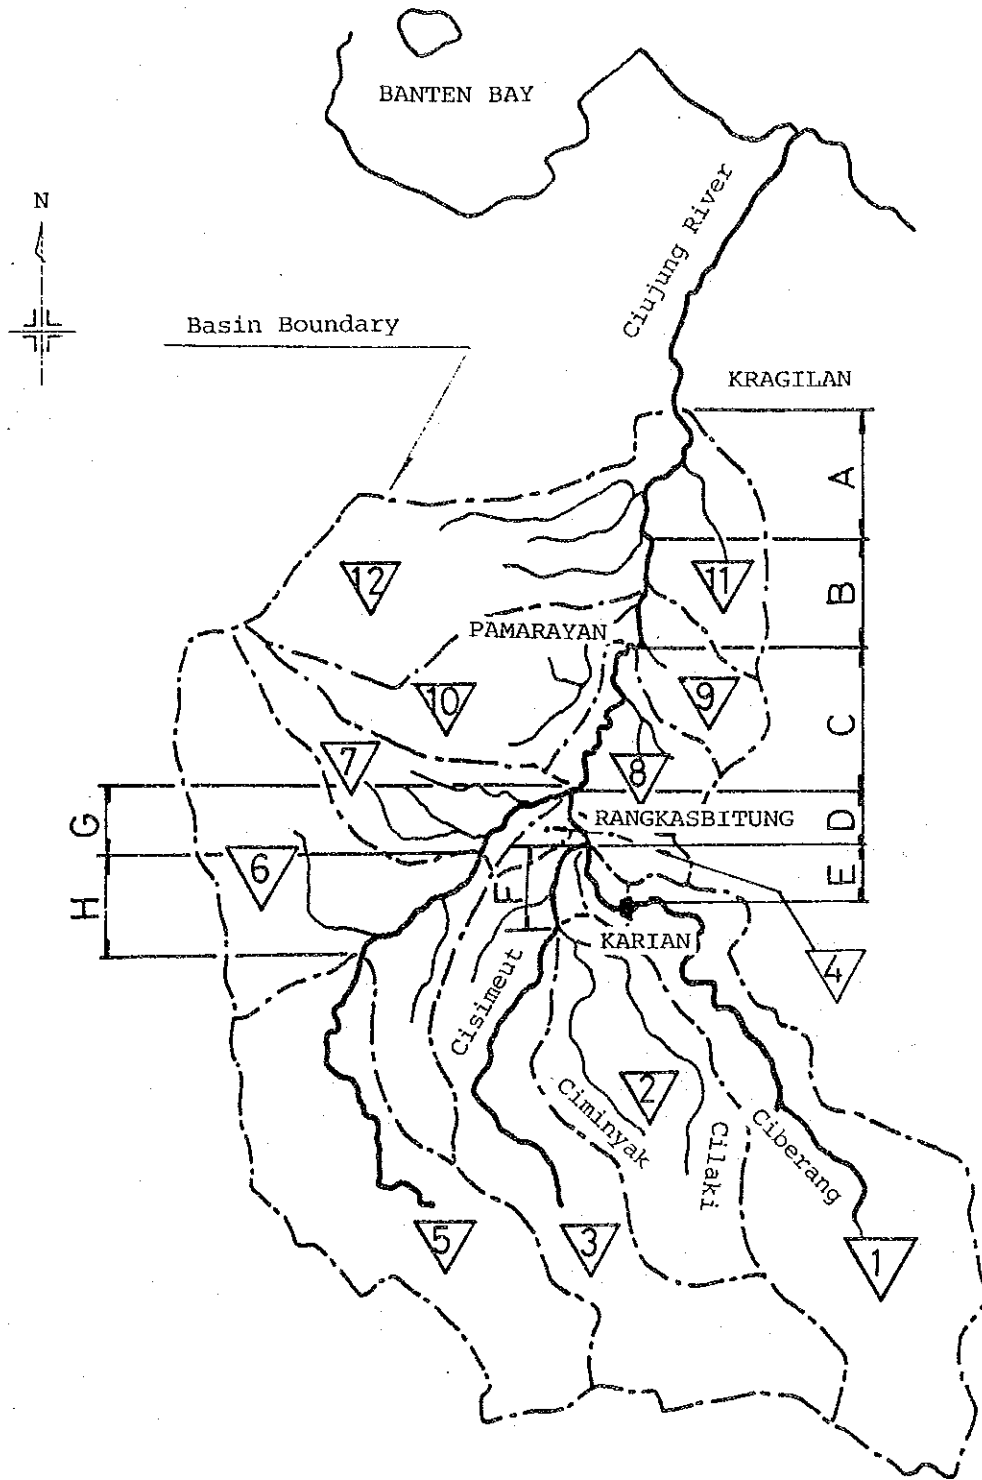 BANTEN BAY
N
Ciujung River
Basin Boundary
KRAGILAN
A
12
11
B
PAMARAYAN
10
9
C
7
8
G
RANGKASBITUNG
D
6
F
E
H
KARIAN
4
Cisimeut
2
Ciminyak
Cilaki
Ciberang
5
3
1